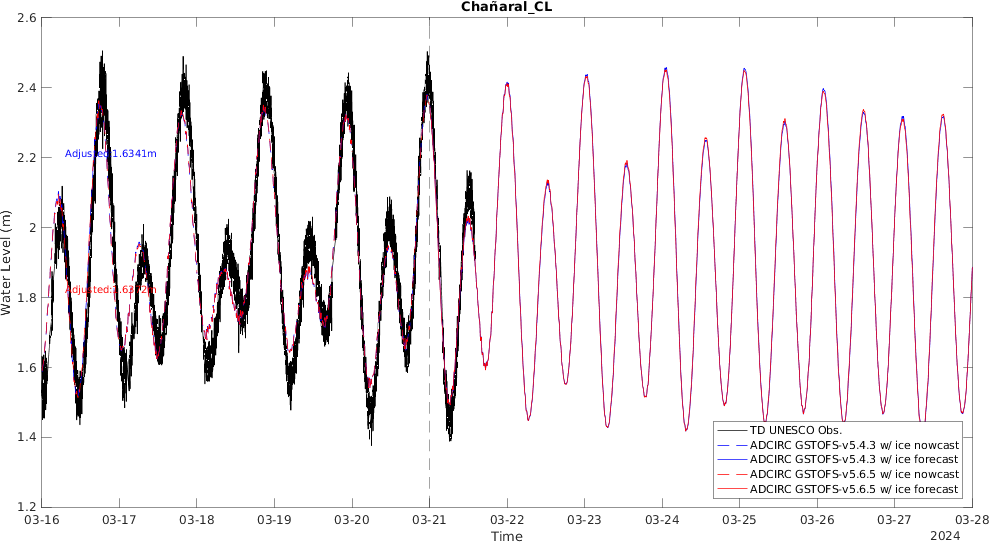 Chañaral_CL
Water Level (m)
2.6
2.4
2.2
2
1.8
1.6
1.4
1.2
Adjusted:1.6341m
TD UNESCO Obs.
ADCIRC GSTOFS-v5.4.3 w/ ice nowcast
ADCIRC GSTOFS-v5.4.3 w/ ice forecast
ADCIRC GSTOFS-v5.6.5 w/ ice nowcast
ADCIRC GSTOFS-v5.6.5 w/ ice forecast
03-16 03-17 03-18 03-19 03-20 03-21 03-22 03-23 03-24 03-25 03-26 03-27 03-28
Time
2024